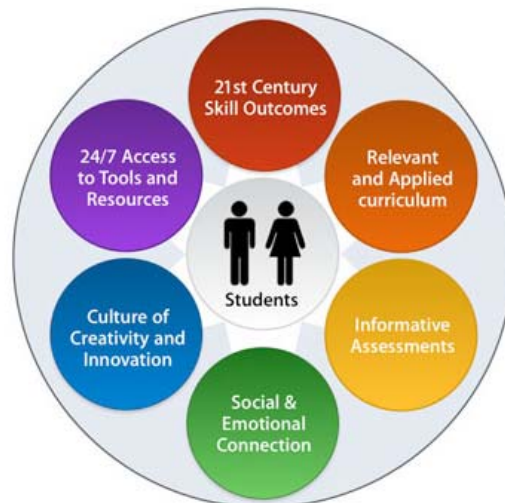 21st Century
Skill Outcomes
Relevant
and Applied
curriculum
Informative
Assessments
Social &
Emotional
Connection
Culture of
Creativity and
Innovation
24/7 Access
to Tools and
Resources
Students